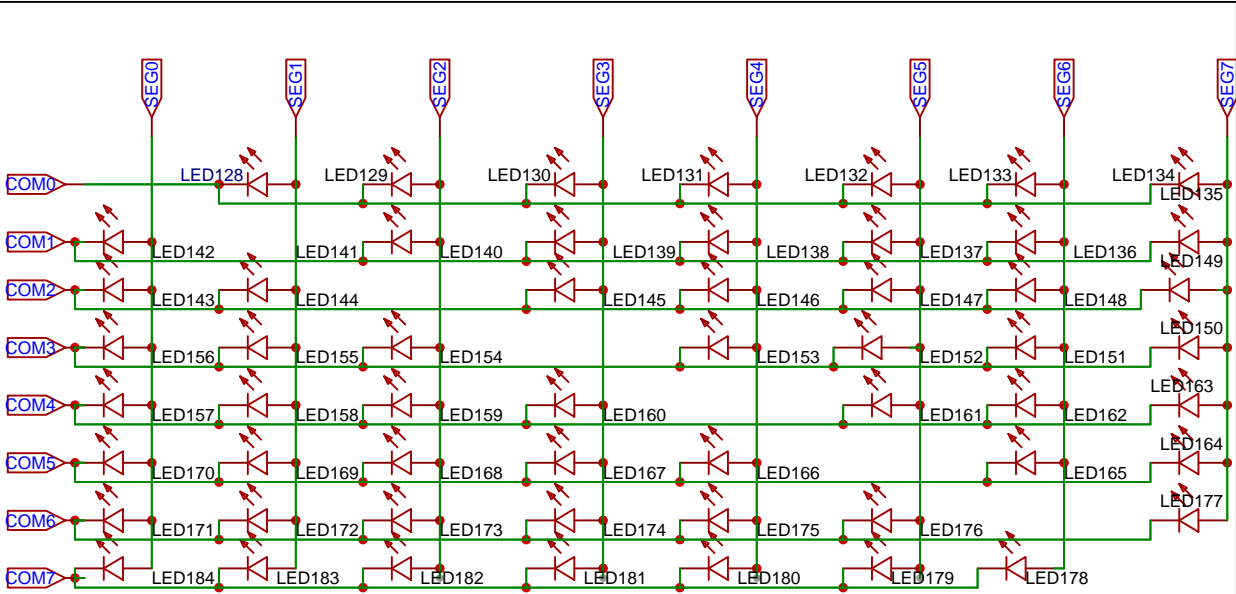 SEG0 SEG1 SEG2 SEG3 SEG4 SEG5 SEG6 SEG7
COM0 LED128 LED129 LED130 LED131 LED132 LED133 LED134
LED135
COM1 LED142 LED141 LED140 LED139 LED138 LED137 LED136
LED149
COM2 LED143 LED144 LED145 LED146 LED147 LED148
LED150
COM3 LED156 LED155 LED154 LED153 LED152 LED151
LED163
COM4 LED157 LED158 LED159 LED160 LED161 LED162
LED164
COM5 LED170 LED169 LED168 LED167 LED166 LED165
LED177
COM6 LED171 LED172 LED173 LED174 LED175 LED176
COM7 LED184 LED183 LED182 LED181 LED180 LED179 LED178